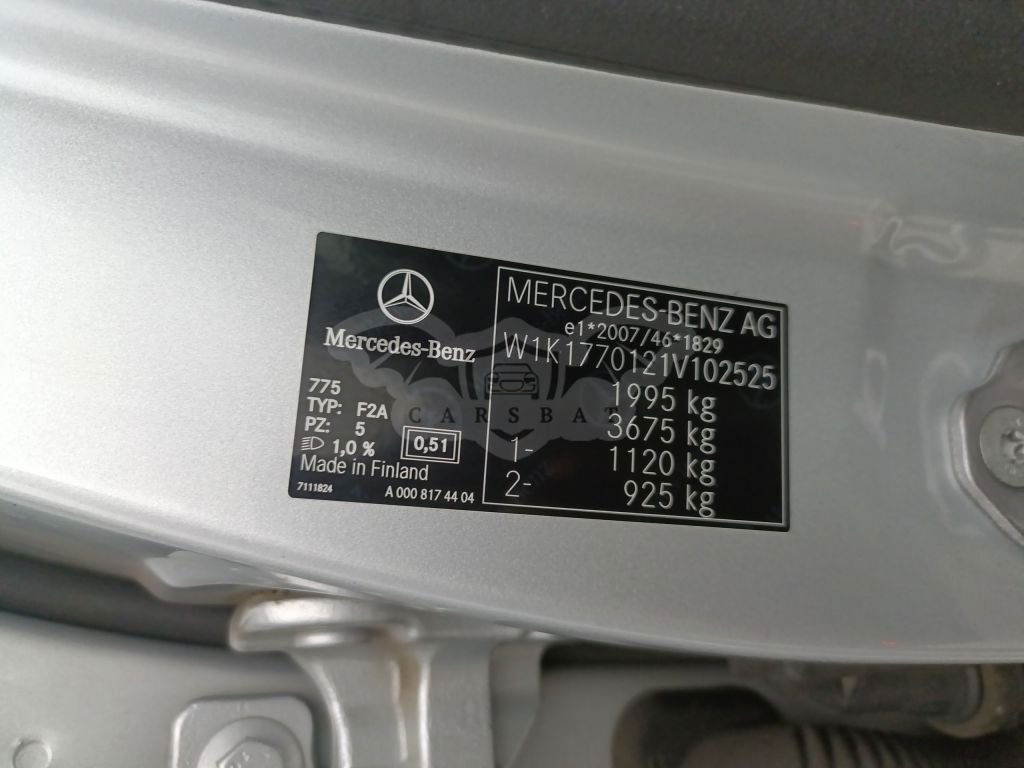 Mercedes-Benz
775
TYP: F2A
PZ: 5
1,0 % 0,51
Made in Finland
7111824 A 000 817 44 04
MERCEDES-BENZ AG
e1*2007/46*1829
W1K1770121V102525
1995 kg
3675 kg
1- 1120 kg
2- 925 kg
CARSBAT